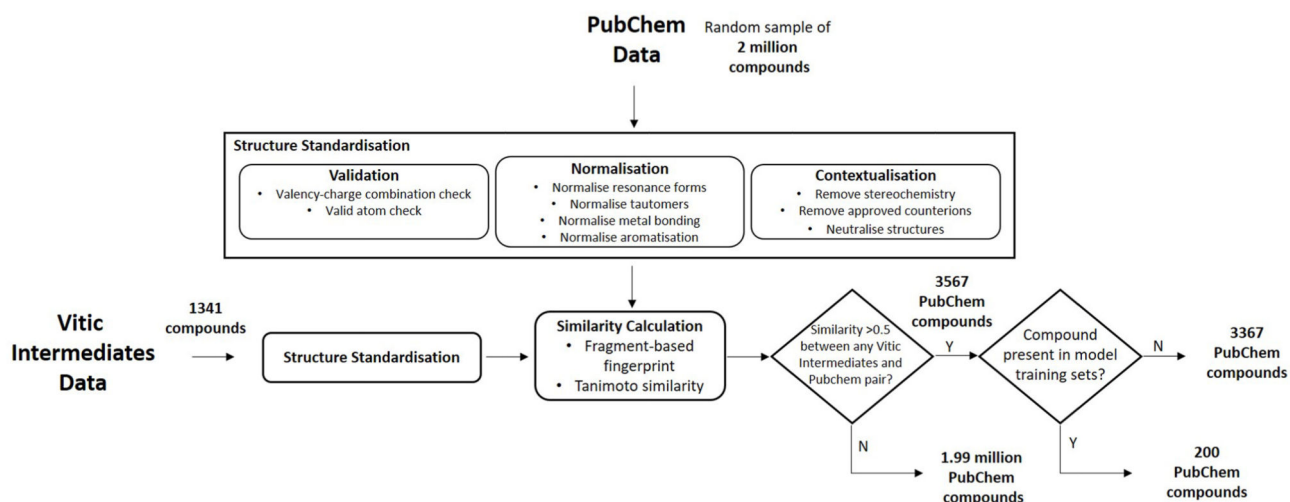 PubChem
Data
Random sample of
2 million
compounds
Structure Standardisation
Validation
• Valency-charge combination check
• Valid atom check
Normalisation
• Normalise resonance forms
• Normalise tautomers
• Normalise metal bonding
• Normalise aromatisation
Contextualisation
• Remove stereochemistry
• Remove approved counterions
• Neutralise structures
Vitic
Intermediates
Data
1341
compounds
Structure Standardisation
Similarity Calculation
• Fragment-based
fingerprint
• Tanimoto similarity
Similarity >0.5
between any Vitic
Intermediates and
Pubchem pair?
3567
PubChem
compounds
Y
N
1.99 million
PubChem
compounds
Compound
present in model
training sets?
N
3367
PubChem
compounds
Y
200
PubChem
compounds